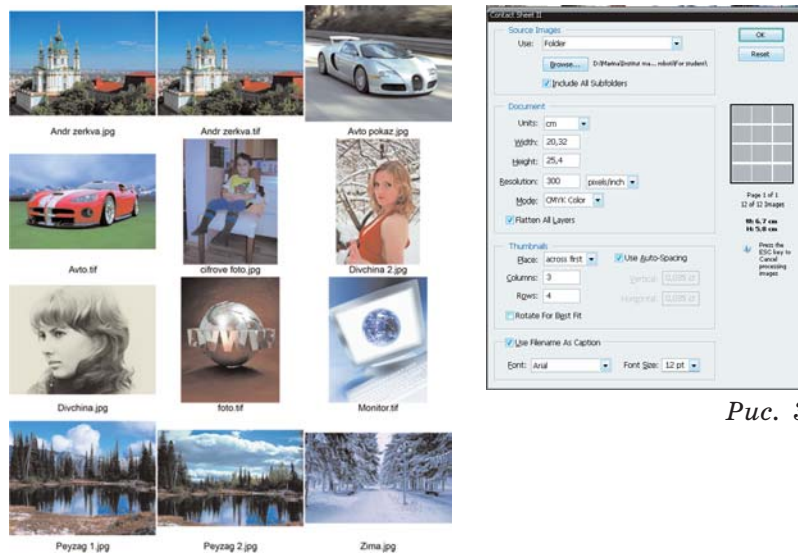 Andr zerkva.jpg
Andr zerkva.tif
Avto pokaz.jpg
Avto.tif
cifrove foto.jpg
Divchina 2.jpg
Divchina.jpg
foto.tif
Monitor.tif
Peyzag 1.jpg
Peyzag 2.jpg
Zima.jpg
Contact Sheet II
Source Images
Use: Folder
Browse...
Include All Subfolders
Document
Units: cm
Width: 20,32
Height: 25,4
Resolution: 300 pixels/inch
Mode: CMYK Color
Flatten All Layers
Thumbnails
Place: across first
Use Auto-Spacing
Columns: 3
Vertical: 0,035
Rows: 4
Horizontal: 0,035
Rotate For Best Fit
Use Filename As Caption
Font: Arial
Font Size: 12 pt
OK
Reset
Page 1 of 1
12 of 12 Images
W: 6,7 cm
H: 5,8 cm
Press the
ESC key to
Cancel
processing
images
Рис. 3